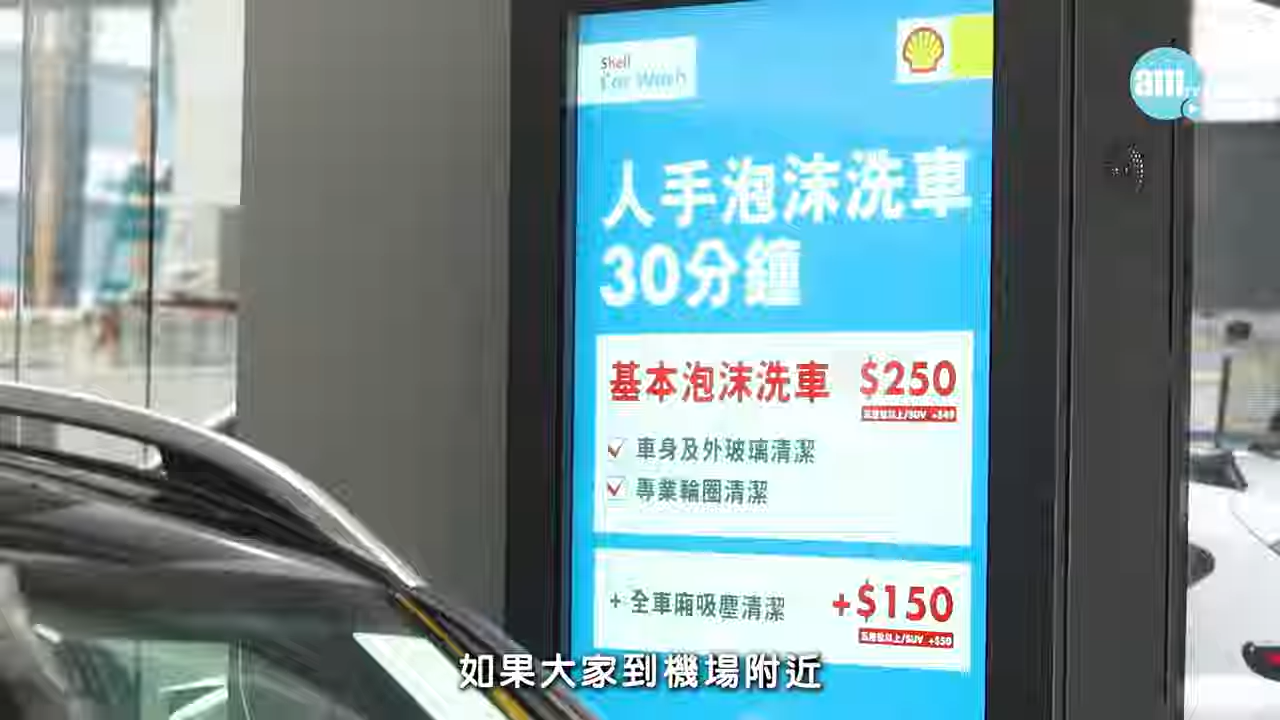 Shell
Car Wash
am
人手泡沫洗車
30分鐘
基本泡沫洗車 $250
車身及外玻璃清潔
專業輪圈清潔
+ 全車廂吸塵清潔 +$150
如果大家到機場附近